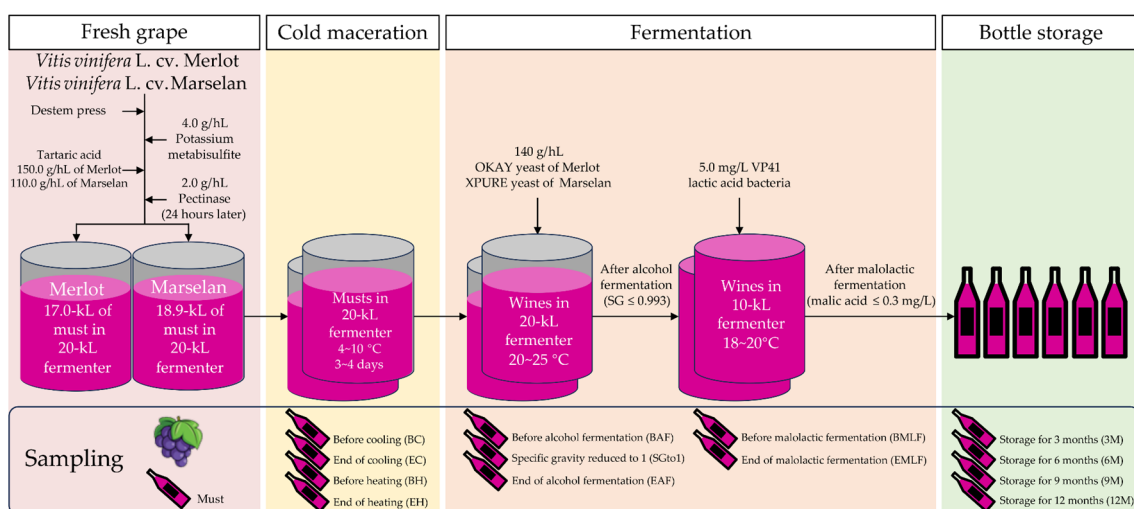 Fresh grape
Cold maceration
Fermentation
Bottle storage
Vitis vinifera L. cv. Merlot
Vitis vinifera L. cv. Marselan
Destem press
4.0 g/hL
Potassium
metabisulfite
Tartaric acid
150.0 g/hL of Merlot
110.0 g/hL of Marselan
2.0 g/hL
Pectinase
(24 hours later)
Merlot
17.0-kL of
must in
20-kL
fermenter
Marselan
18.9-kL of
must in
20-kL
fermenter
Musts in
20-kL
fermenter
4~10 °C
3~4 days
140 g/hL
OKAY yeast of Merlot
XPURE yeast of Marselan
Wines in
20-kL
fermenter
20~25 °C
After alcohol
fermentation
(SG ≤ 0.993)
5.0 mg/L VP41
lactic acid bacteria
Wines in
10-kL
fermenter
18~20°C
After malolactic
fermentation
(malic acid ≤ 0.3 mg/L)
Sampling
Must
Before cooling (BC)
End of cooling (EC)
Before heating (BH)
End of heating (EH)
Before alcohol fermentation (BAF)
Specific gravity reduced to 1 (SGto1)
End of alcohol fermentation (EAF)
Before malolactic fermentation (BMLF)
End of malolactic fermentation (EMLF)
Storage for 3 months (3M)
Storage for 6 months (6M)
Storage for 9 months (9M)
Storage for 12 months (12M)